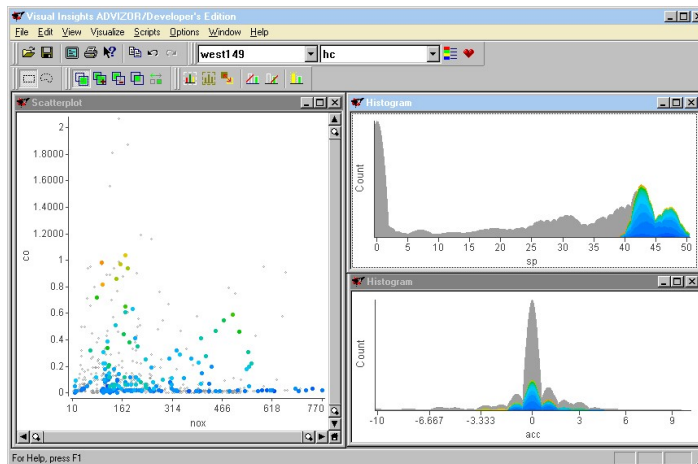 Visual Insights ADVIZOR/Developer's Edition
File Edit View Visualize Scripts Options Window Help
west149 hc
Scatterplot
2
1.8000
1.6000
1.4000
1.2000
1
0.8
0.6
0.4
0.2
0
co
10 162 314 466 618 770
nox
Histogram
Count
0 5 10 15 20 25 30 35 40 45 50
sp
Histogram
Count
-10 -6.667 -3.333 0 3 6 9
acc
For Help, press F1